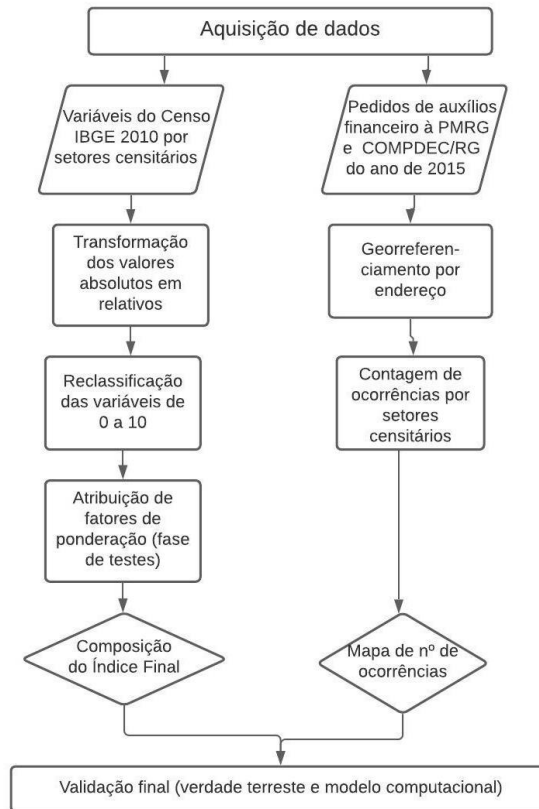 Aquisição de dados
Variáveis do Censo
IBGE 2010 por
setores censitários
Pedidos de auxílios
financeiro à PMRG
e COMPDEC/RG
do ano de 2015
Transformação
dos valores
absolutos em
relativos
Georreferen-
ciamento por
endereço
Reclassificação
das variáveis de
0 a 10
Contagem de
ocorrências por
setores
censitários
Atribuição de
fatores de
ponderação (fase
de testes)
Composição
do Índice Final
Mapa de nº de
ocorrências
Validação final (verdade terreste e modelo computacional)